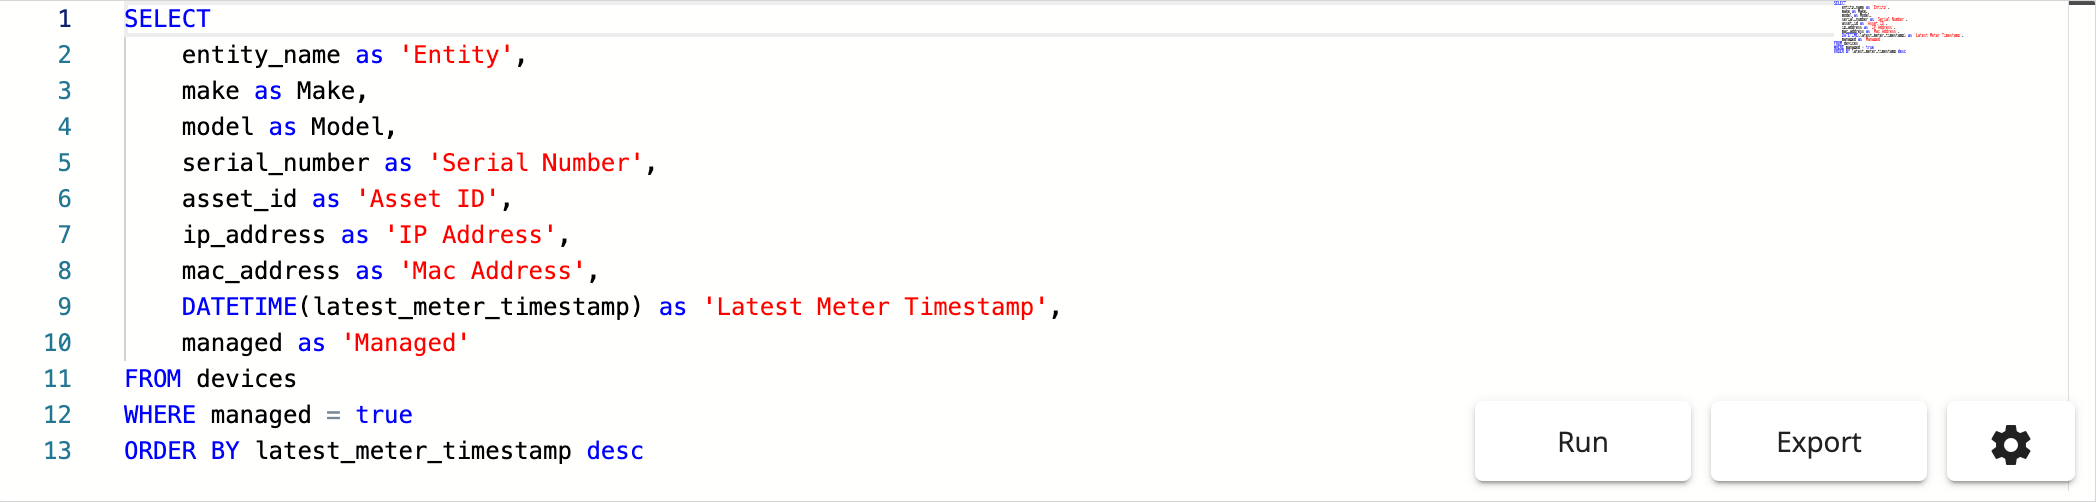 1 SELECT
2 entity_name as 'Entity',
3 make as Make,
4 model as Model,
5 serial_number as 'Serial Number',
6 asset_id as 'Asset ID',
7 ip_address as 'IP Address',
8 mac_address as 'Mac Address',
9 DATETIME(latest_meter_timestamp) as 'Latest Meter Timestamp',
10 managed as 'Managed'
11 FROM devices
12 WHERE managed = true
13 ORDER BY latest_meter_timestamp desc
Run Export